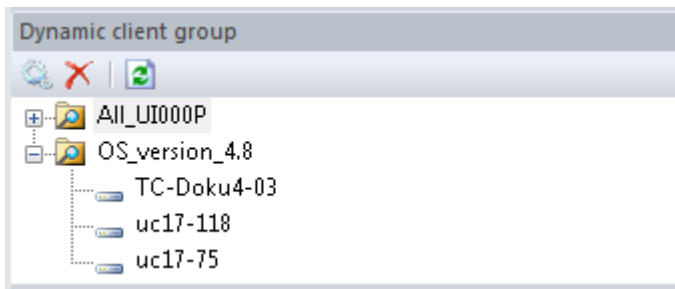 Dynamic client group
All_UI000P
OS_version_4.8
TC-Doku4-03
uc17-118
uc17-75